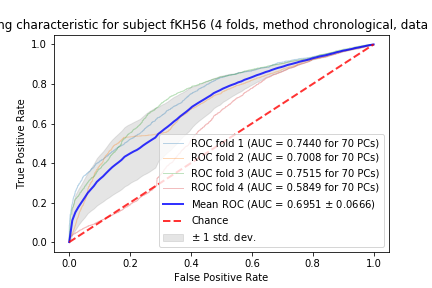 ng characteristic for subject fKH56 (4 folds, method chronological, data
1.0
0.8
0.6
0.4
0.2
0.0
True Positive Rate
ROC fold 1 (AUC = 0.7440 for 70 PCs)
ROC fold 2 (AUC = 0.7008 for 70 PCs)
ROC fold 3 (AUC = 0.7515 for 70 PCs)
ROC fold 4 (AUC = 0.5849 for 70 PCs)
Mean ROC (AUC = 0.6951 ± 0.0666)
Chance
± 1 std. dev.
0.0 0.2 0.4 0.6 0.8 1.0
False Positive Rate